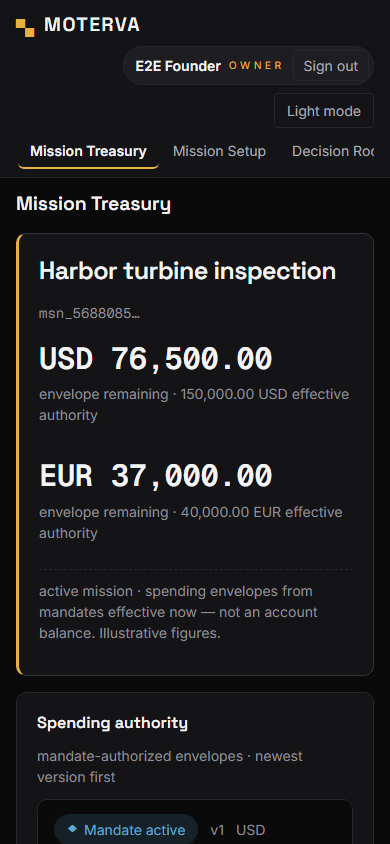 MOTERVA
E2E Founder OWNER Sign out
Light mode
Mission Treasury Mission Setup Decision Roo
Mission Treasury
Harbor turbine inspection
msn_5688085…
USD 76,500.00
envelope remaining · 150,000.00 USD effective
authority
EUR 37,000.00
envelope remaining · 40,000.00 EUR effective
authority
active mission · spending envelopes from
mandates effective now — not an account
balance. Illustrative figures.
Spending authority
mandate-authorized envelopes · newest
version first
Mandate active v1 USD